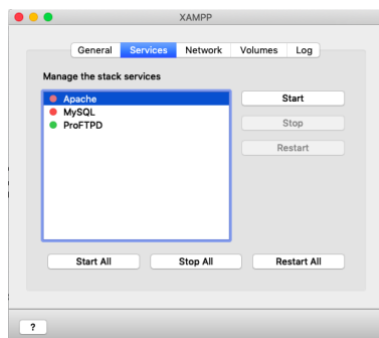 XAMPP
General Services Network Volumes Log
Manage the stack services
Apache
MySQL
ProFTPD
Start
Stop
Restart
Start All Stop All Restart All
?